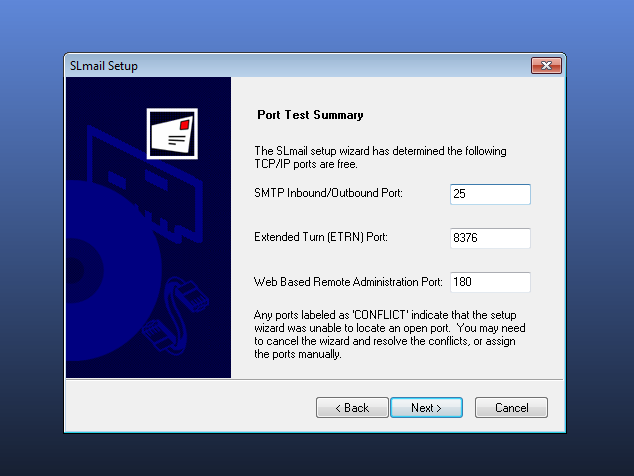 SLmail Setup
Port Test Summary
The SLmail setup wizard has determined the following
TCP/IP ports are free.
SMTP Inbound/Outbound Port:
25
Extended Turn (ETRN) Port:
8376
Web Based Remote Administration Port:
180
Any ports labeled as 'CONFLICT' indicate that the setup
wizard was unable to locate an open port.  You may need
to cancel the wizard and resolve the conflicts, or assign
the ports manually.
< Back
Next >
Cancel